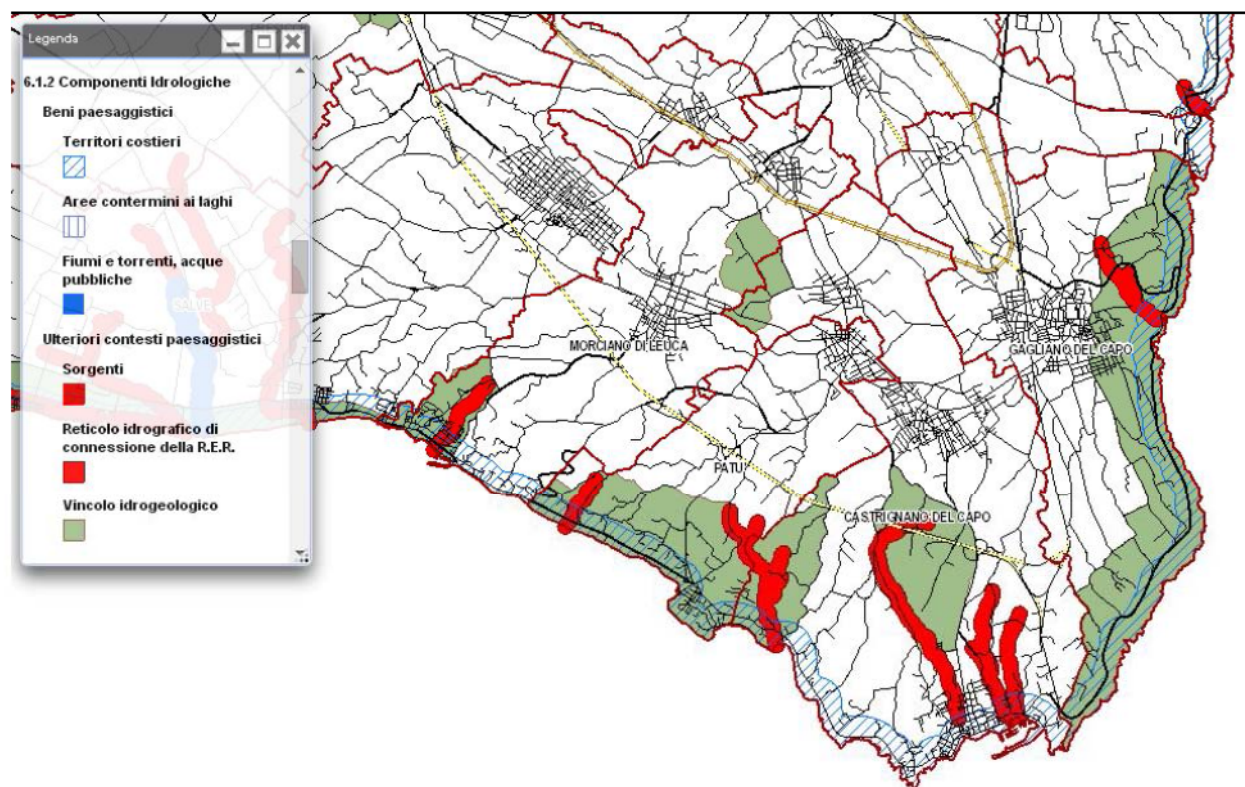 Legenda
6.1.2 Componenti Idrologiche
Beni paesaggistici
Territori costieri
Aree contermini ai laghi
Fiumi e torrenti, acque
pubbliche
Ulteriori contesti paesaggistici
Sorgenti
Reticolo idrografico di
connessione della R.E.R.
Vincolo idrogeologico
SALVE
MORCIANO DI LEUCA
GAGLIANO DEL CAPO
PATU'
CASTRIGNANO DEL CAPO